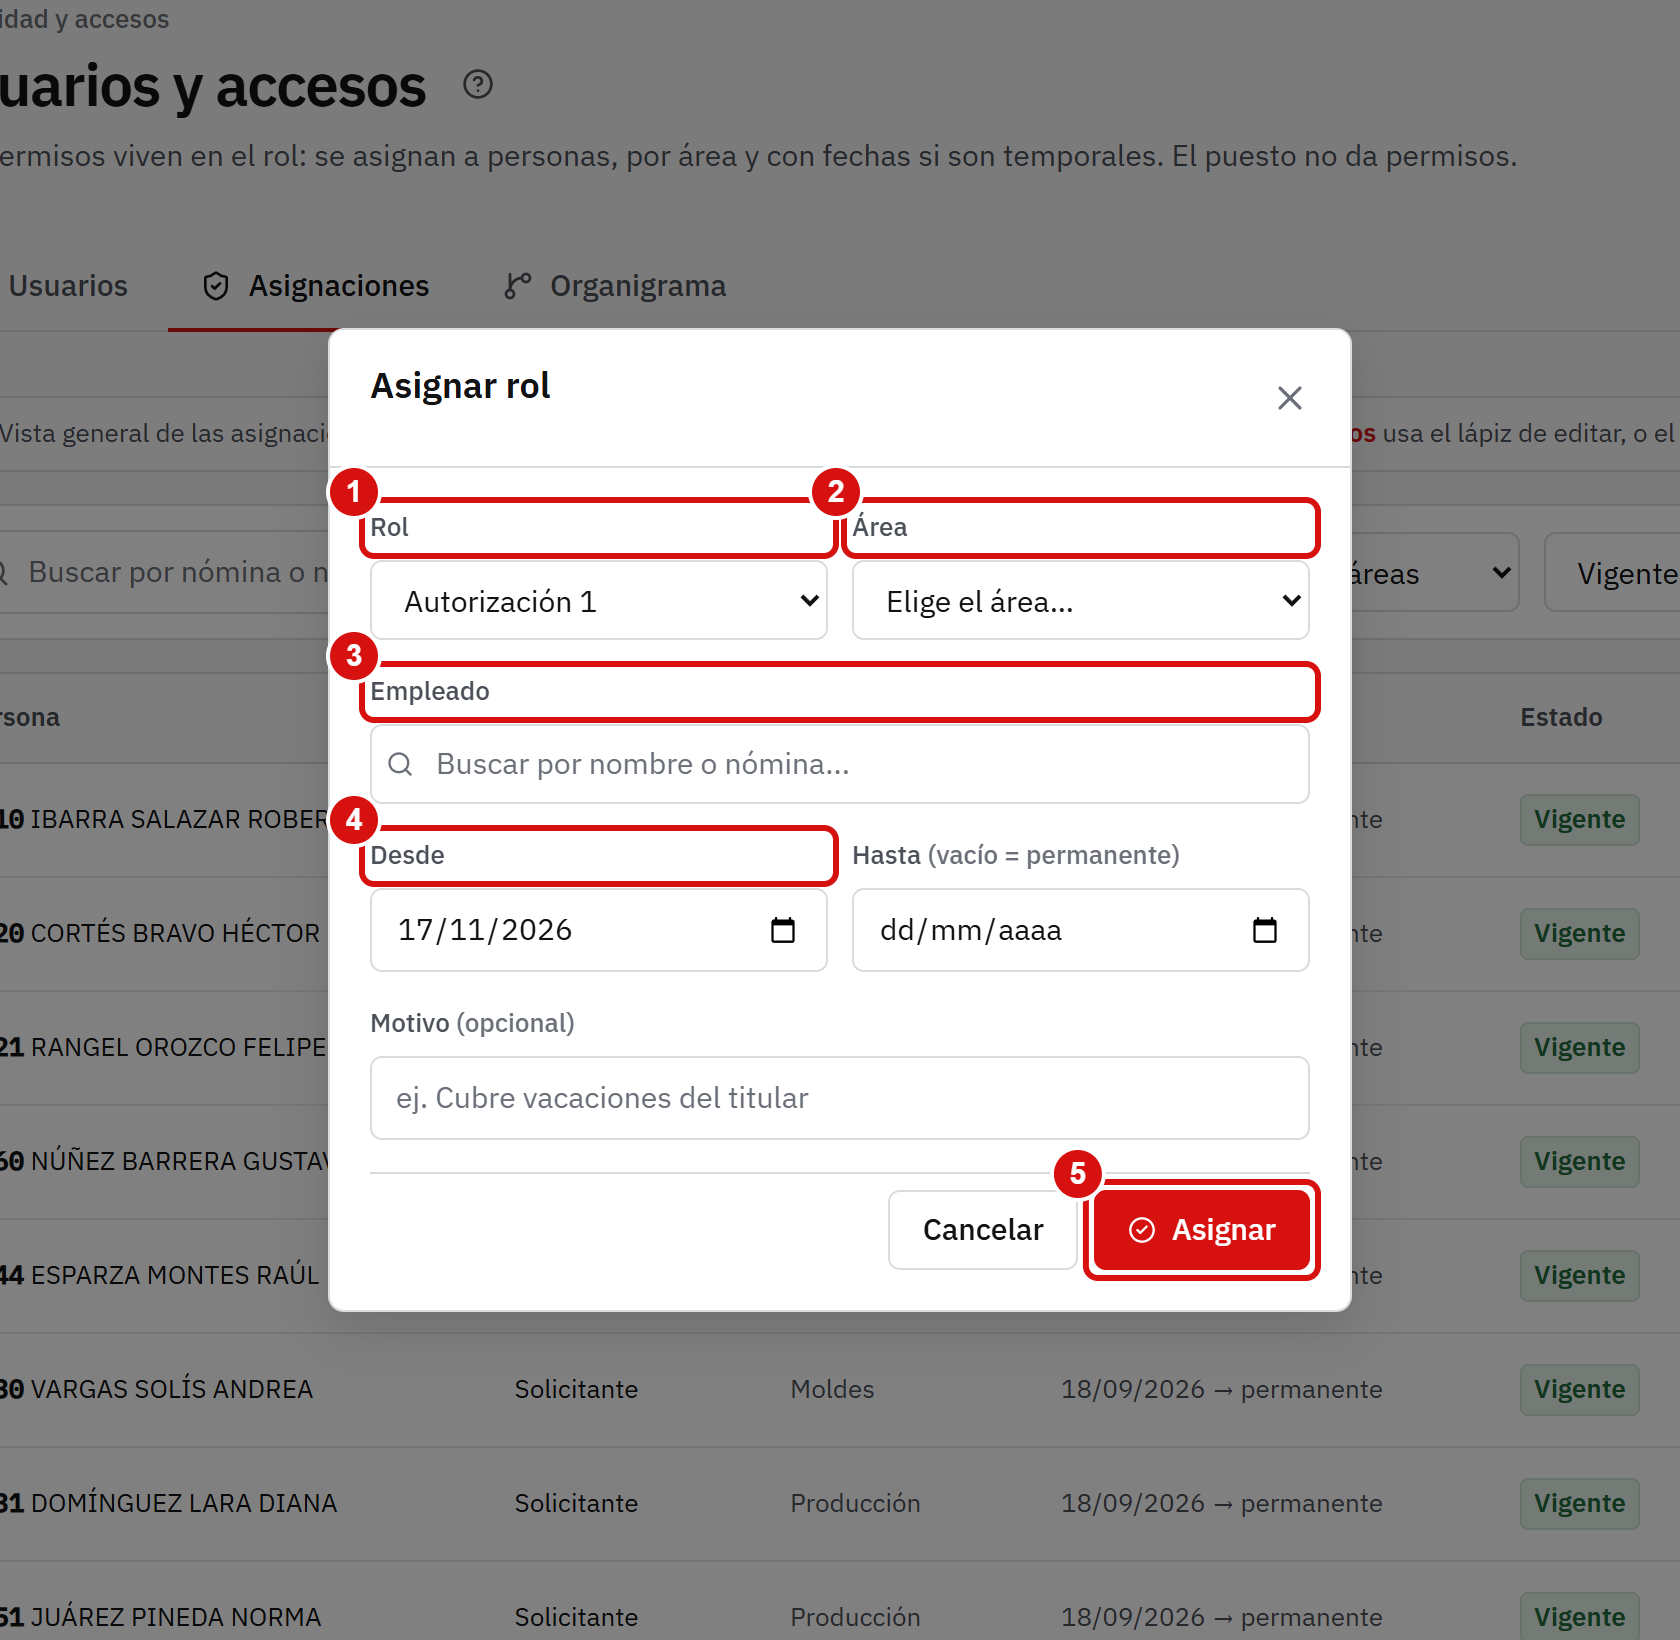 idad y accesos
uarios y accesos
ermisos viven en el rol: se asignan a personas, por área y con fechas si son temporales. El puesto no da permisos.
Usuarios Asignaciones Organigrama
Asignar rol
Vista general de las asignaci
os usa el lápiz de editar, o el
1 2
Rol Área
Buscar por nómina o n
Autorización 1 Elige el área...
áreas Vigente
3
Empleado
rsona Estado
Buscar por nombre o nómina...
4
10 IBARRA SALAZAR ROBER nte Vigente
Desde Hasta (vacío = permanente)
17/11/2026 dd/mm/aaaa
20 CORTÉS BRAVO HÉCTOR nte Vigente
Motivo (opcional)
21 RANGEL OROZCO FELIPE nte Vigente
ej. Cubre vacaciones del titular
60 NÚÑEZ BARRERA GUSTAV nte Vigente
5
Cancelar Asignar
44 ESPARZA MONTES RAÚL nte Vigente
30 VARGAS SOLÍS ANDREA Solicitante Moldes 18/09/2026 → permanente Vigente
31 DOMÍNGUEZ LARA DIANA Solicitante Producción 18/09/2026 → permanente Vigente
51 JUÁREZ PINEDA NORMA Solicitante Producción 18/09/2026 → permanente Vigente